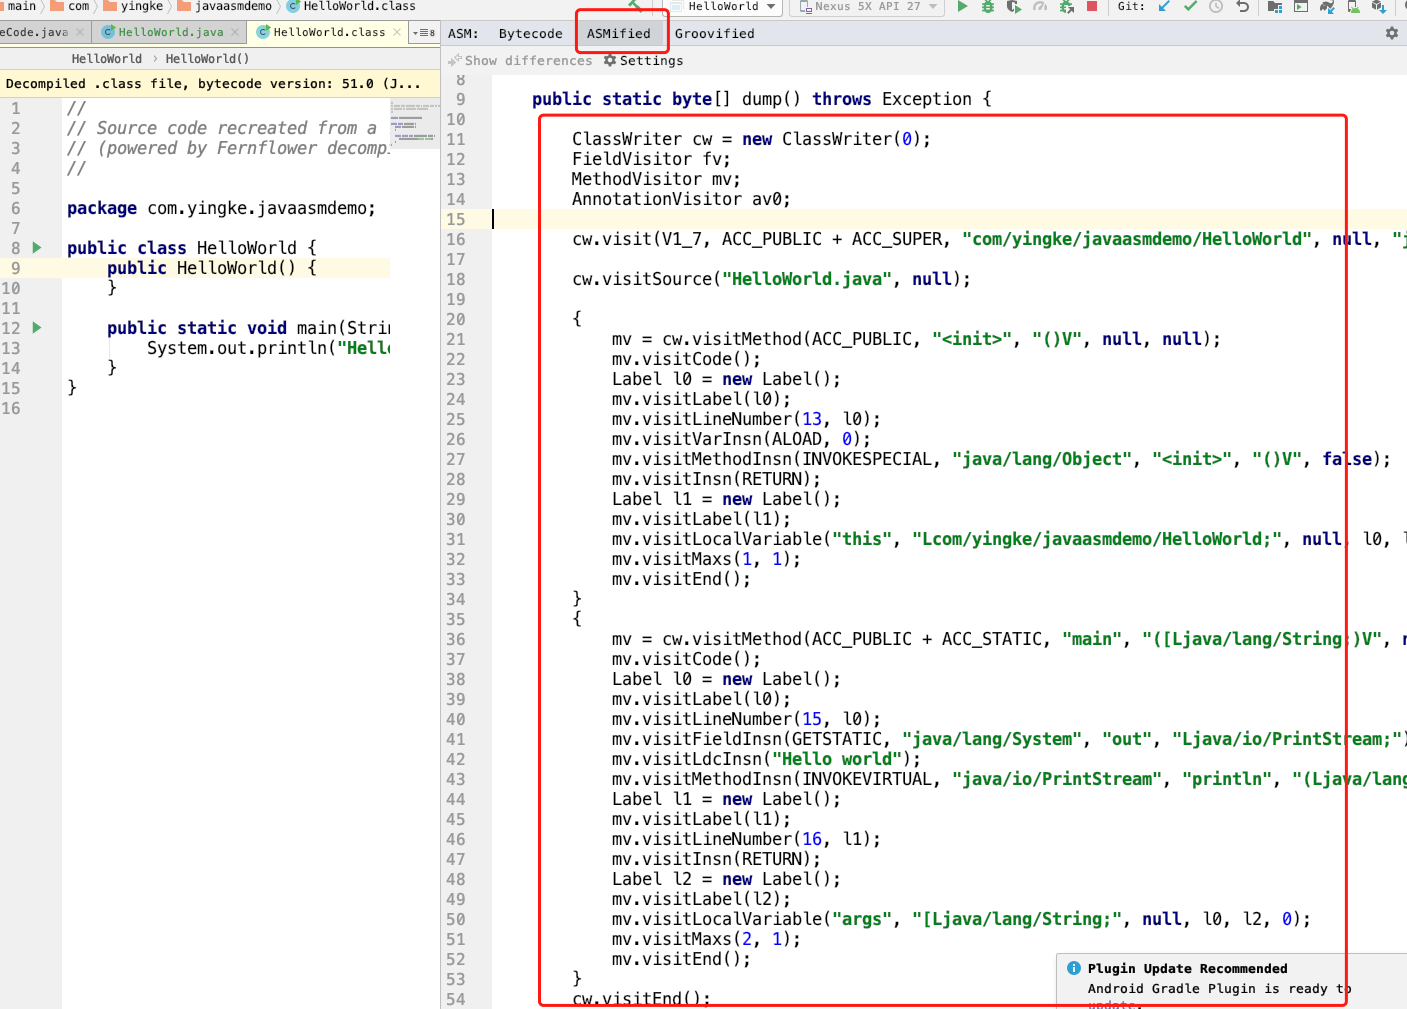 main com yingke javaasmdemo HelloWorld.class
HelloWorld Nexus 5X API 27 Git:
eCode.java HelloWorld.java HelloWorld.class 8
ASM: Bytecode ASMified Groovified
HelloWorld HelloWorld()
Show differences Settings
Decompiled .class file, bytecode version: 51.0 (J...
1 //
2 // Source code recreated from a
3 // (powered by Fernflower decompi
4 //
5
6 package com.yingke.javaasmdemo;
7
8 public class HelloWorld {
9 public HelloWorld() {
10 }
11
12 public static void main(Strin
13 System.out.println("Hell
14 }
15 }
16
8
9 public static byte[] dump() throws Exception {
10
11 ClassWriter cw = new ClassWriter(0);
12 FieldVisitor fv;
13 MethodVisitor mv;
14 AnnotationVisitor av0;
15
16 cw.visit(V1_7, ACC_PUBLIC + ACC_SUPER, "com/yingke/javaasmdemo/HelloWorld", null, "j
17
18 cw.visitSource("HelloWorld.java", null);
19
20 {
21 mv = cw.visitMethod(ACC_PUBLIC, "<init>", "()V", null, null);
22 mv.visitCode();
23 Label l0 = new Label();
24 mv.visitLabel(l0);
25 mv.visitLineNumber(13, l0);
26 mv.visitVarInsn(ALOAD, 0);
27 mv.visitMethodInsn(INVOKESPECIAL, "java/lang/Object", "<init>", "()V", false);
28 mv.visitInsn(RETURN);
29 Label l1 = new Label();
30 mv.visitLabel(l1);
31 mv.visitLocalVariable("this", "Lcom/yingke/javaasmdemo/HelloWorld;", null, l0, l
32 mv.visitMaxs(1, 1);
33 mv.visitEnd();
34 }
35 {
36 mv = cw.visitMethod(ACC_PUBLIC + ACC_STATIC, "main", "([Ljava/lang/String;)V", n
37 mv.visitCode();
38 Label l0 = new Label();
39 mv.visitLabel(l0);
40 mv.visitLineNumber(15, l0);
41 mv.visitFieldInsn(GETSTATIC, "java/lang/System", "out", "Ljava/io/PrintStream;")
42 mv.visitLdcInsn("Hello world");
43 mv.visitMethodInsn(INVOKEVIRTUAL, "java/io/PrintStream", "println", "(Ljava/lang
44 Label l1 = new Label();
45 mv.visitLabel(l1);
46 mv.visitLineNumber(16, l1);
47 mv.visitInsn(RETURN);
48 Label l2 = new Label();
49 mv.visitLabel(l2);
50 mv.visitLocalVariable("args", "[Ljava/lang/String;", null, l0, l2, 0);
51 mv.visitMaxs(2, 1);
52 mv.visitEnd();
53 }
54 cw.visitEnd();
Plugin Update Recommended
Android Gradle Plugin is ready to
update.